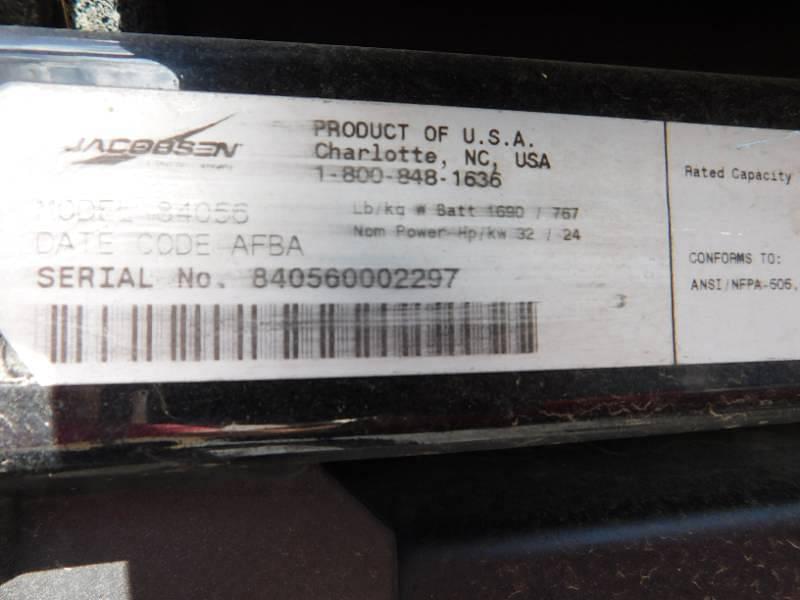 JACOBSEN
PRODUCT OF U.S.A.
Charlotte, NC, USA
1-800-848-1636
MODEL 84056
DATE CODE AFBA
Lb/kg W Batt 1690 / 767
Nom Power-Hp/kw 32 / 24
SERIAL No. 840560002297
Rated Capacity
CONFORMS TO:
ANSI/NFPA-505.